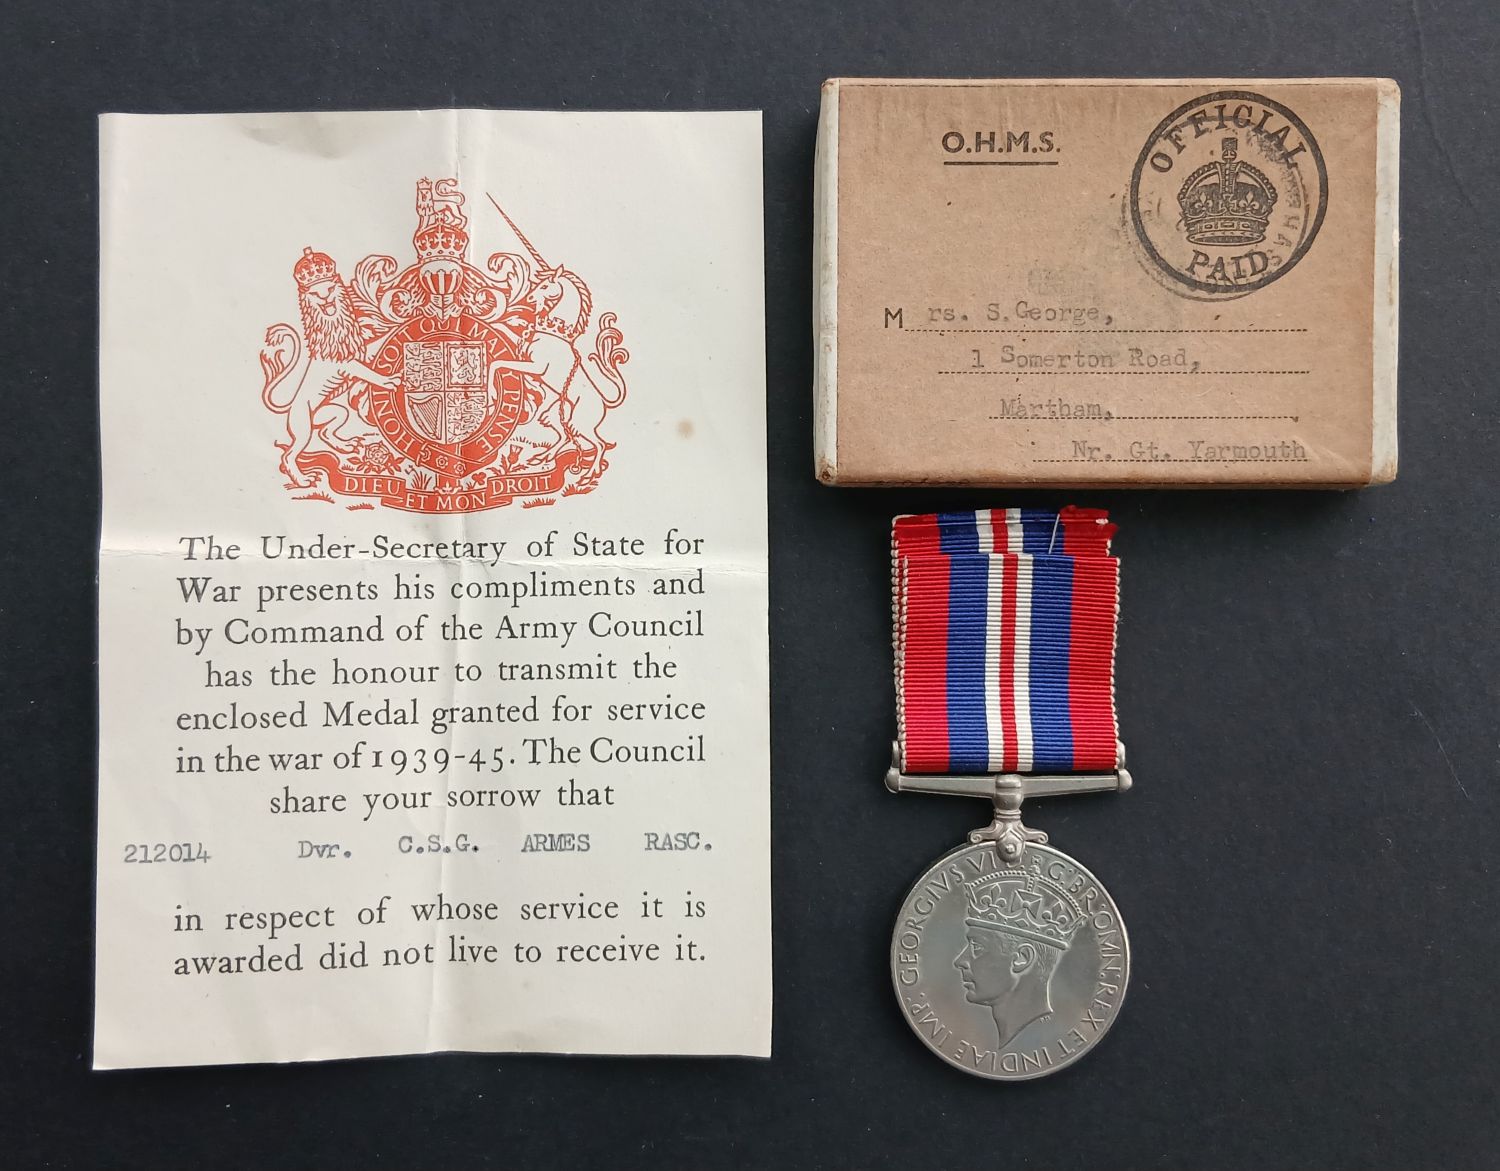 HONI SOIT QUI MAL Y PENSE
DIEU ET MON DROIT
The Under-Secretary of State for
War presents his compliments and
by Command of the Army Council
has the honour to transmit the
enclosed Medal granted for service
in the war of 1939-45. The Council
share your sorrow that
212014 Dvr. C.S.G. ARMES RASC.
in respect of whose service it is
awarded did not live to receive it.
O.H.M.S.
OFFICIAL
PAID
Mrs. S.George,
1 Somerton Road,
Martham,
Nr. Gt. Yarmouth
GEORGIVS VI D:G:BR:OMN:REX ET INDIAE IMP: